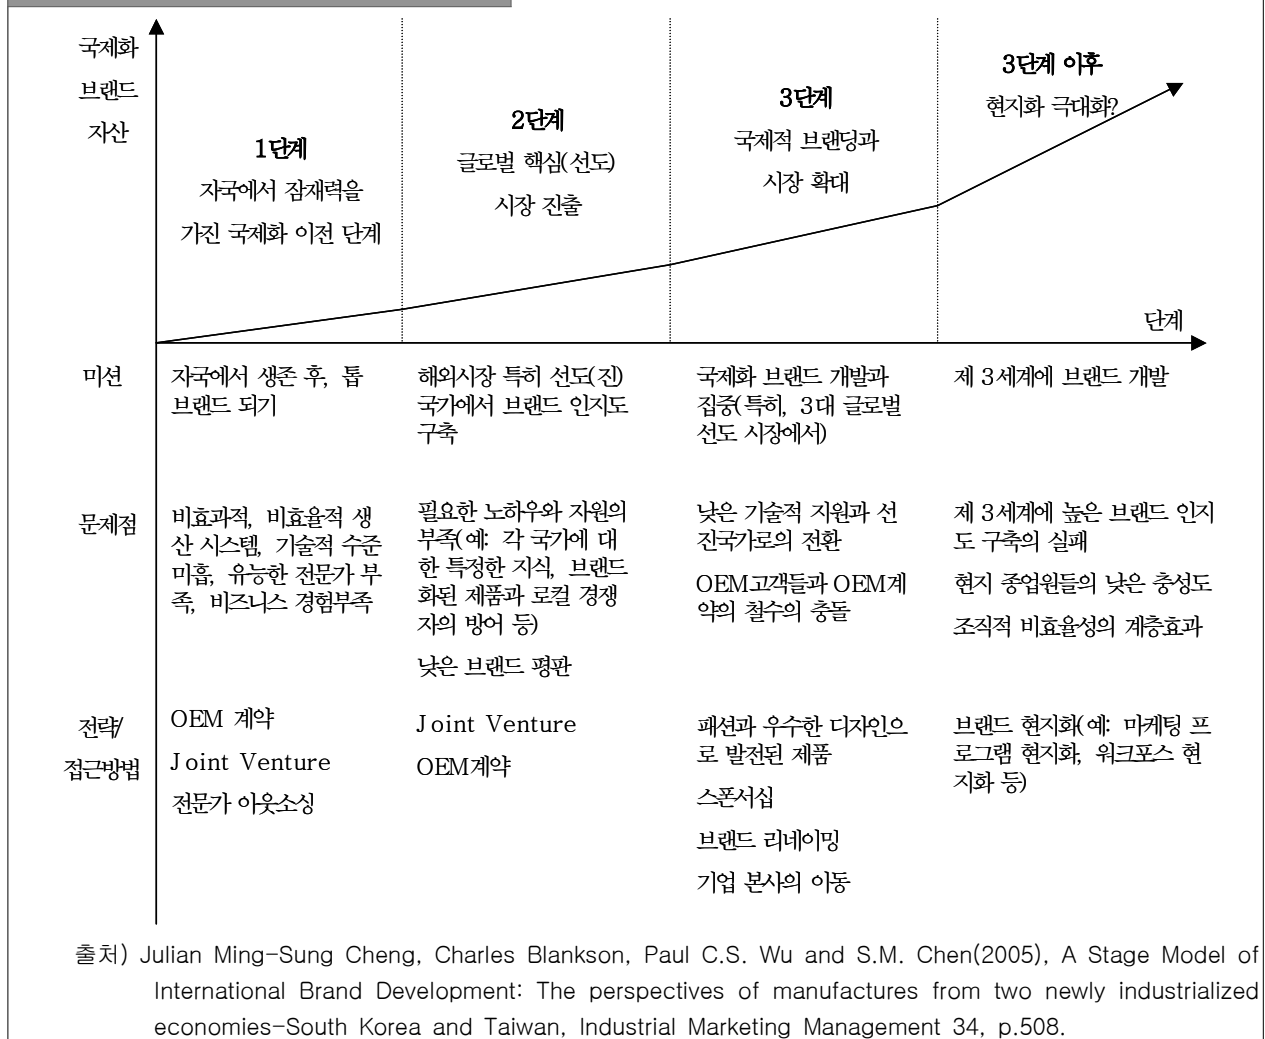 국제화
브랜드
자산
1단계
자국에서 잠재력을
가진 국제화 이전 단계
2단계
글로벌 핵심(선도)
시장 진출
3단계
국제적 브랜딩과
시장 확대
3단계 이후
현지화 극대화?
단계
미션
자국에서 생존 후, 톱
브랜드 되기
해외시장 특히 선도(진)
국가에서 브랜드 인지도
구축
국제화 브랜드 개발과
집중(특히, 3대 글로벌
선도 시장에서)
제 3세계에 브랜드 개발
문제점
비효과적, 비효율적 생
산 시스템, 기술적 수준
미흡, 유능한 전문가 부
족, 비즈니스 경험부족
필요한 노하우와 자원의
부족(예: 각 국가에 대
한 특정한 지식, 브랜드
화된 제품과 로컬 경쟁
자의 방어 등)
낮은 브랜드 평판
낮은 기술적 지원과 선
진국가로의 전환
OEM고객들과 OEM계
약의 철수의 충돌
제 3세계에 높은 브랜드 인지
도 구축의 실패
현지 종업원들의 낮은 충성도
조직적 비효율성의 계층효과
전략/
접근방법
OEM 계약
Joint Venture
전문가 아웃소싱
Joint Venture
OEM계약
패션과 우수한 디자인으
로 발전된 제품
스폰서십
브랜드 리네이밍
기업 본사의 이동
브랜드 현지화(예: 마케팅 프
로그램 현지화, 워크포스 현
지화 등)
출처) Julian Ming-Sung Cheng, Charles Blankson, Paul C.S. Wu and S.M. Chen(2005), A Stage Model of
International Brand Development: The perspectives of manufactures from two newly industrialized
economies-South Korea and Taiwan, Industrial Marketing Management 34, p.508.